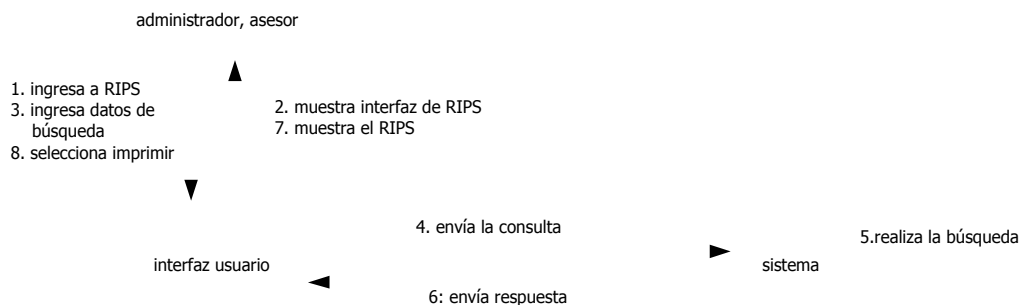 administrador, asesor
1. ingresa a RIPS
3. ingresa datos de
búsqueda
8. selecciona imprimir
2. muestra interfaz de RIPS
7. muestra el RIPS
4. envía la consulta
5.realiza la búsqueda
interfaz usuario
sistema
6: envía respuesta